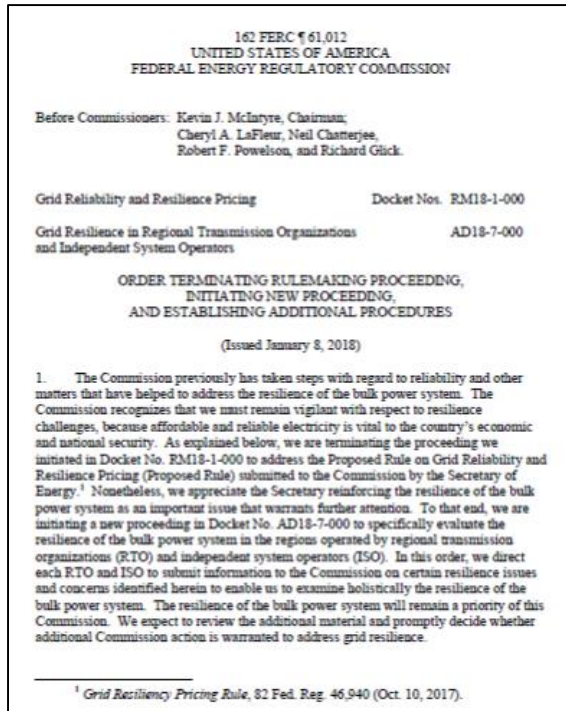 162 FERC ¶ 61,012
UNITED STATES OF AMERICA
FEDERAL ENERGY REGULATORY COMMISSION
Before Commissioners: Kevin J. McIntyre, Chairman;
Cheryl A. LaFleur, Neil Chatterjee,
Robert F. Powelson, and Richard Glick.
Grid Reliability and Resilience Pricing Docket Nos. RM18-1-000
Grid Resilience in Regional Transmission Organizations AD18-7-000
and Independent System Operators
ORDER TERMINATING RULEMAKING PROCEEDING,
INITIATING NEW PROCEEDING,
AND ESTABLISHING ADDITIONAL PROCEDURES
(Issued January 8, 2018)
1. The Commission previously has taken steps with regard to reliability and other
matters that have helped to address the resilience of the bulk power system. The
Commission recognizes that we must remain vigilant with respect to resilience
challenges, because affordable and reliable electricity is vital to the country's economic
and national security. As explained below, we are terminating the proceeding we
initiated in Docket No. RM18-1-000 to address the Proposed Rule on Grid Reliability and
Resilience Pricing (Proposed Rule) submitted to the Commission by the Secretary of
Energy.¹ Nonetheless, we appreciate the Secretary reinforcing the resilience of the bulk
power system as an important issue that warrants further attention. To that end, we are
initiating a new proceeding in Docket No. AD18-7-000 to specifically evaluate the
resilience of the bulk power system in the regions operated by regional transmission
organizations (RTO) and independent system operators (ISO). In this order, we direct
each RTO and ISO to submit information to the Commission on certain resilience issues
and concerns identified herein to enable us to examine holistically the resilience of the
bulk power system. The resilience of the bulk power system will remain a priority of this
Commission. We expect to review the additional material and promptly decide whether
additional Commission action is warranted to address grid resilience.
¹ Grid Resiliency Pricing Rule, 82 Fed. Reg. 46,940 (Oct. 10, 2017).